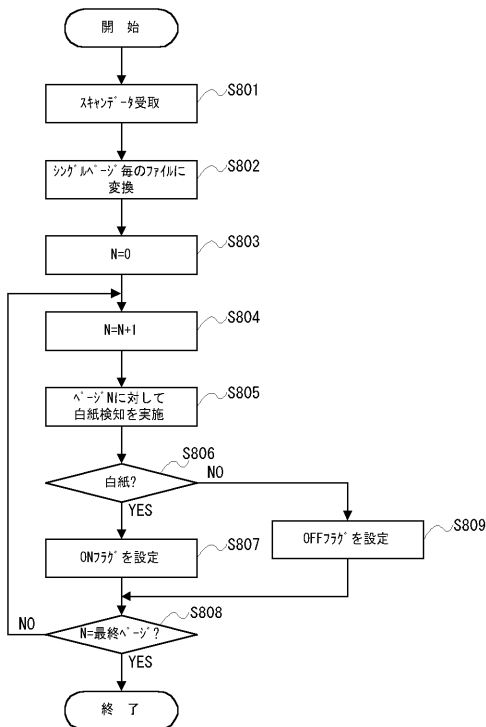 開　始
スキャンデータ受取
S801
シングルページ毎のファイルに
変換
S802
N=0
S803
N=N+1
S804
ページNに対して
白紙検知を実施
S805
白紙?
S806
NO
YES
ONフラグを設定
S807
OFFフラグを設定
S809
N=最終ページ?
S808
NO
YES
終　了